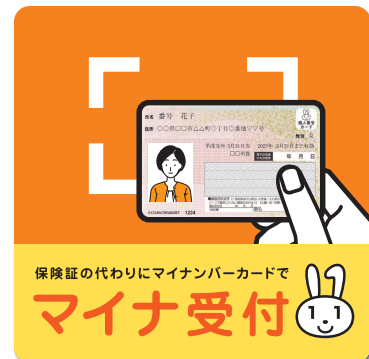 氏名 番号 花子
個人番号
カード
住所 ○○県□□市△△町◇丁目○番地▽▽号
性別 女
平成元年 3月31日生 2025年 3月31日まで有効
□□市長
年 月 日
0123456789ABCDEF 1234
保険証の代わりにマイナンバーカードで
マイナ受付